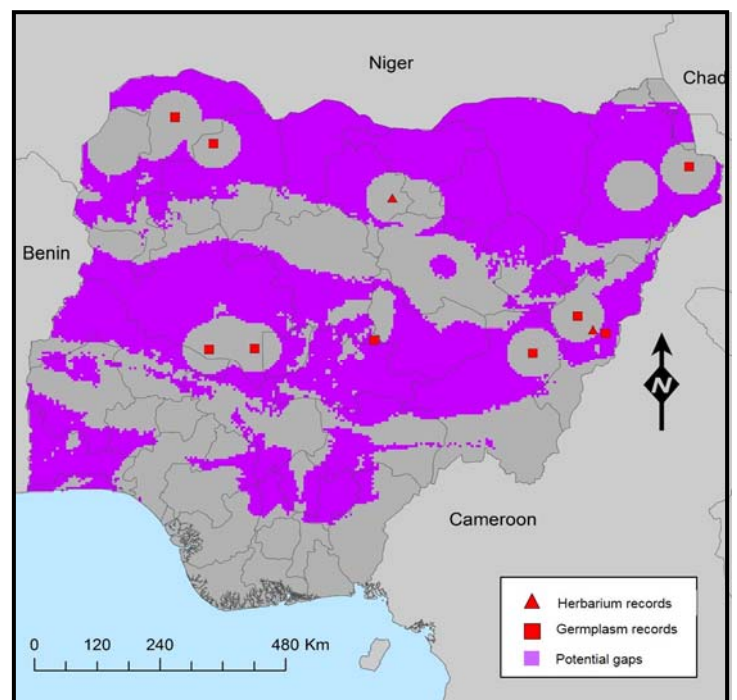 Niger
Chad
Benin
N
Cameroon
Herbarium records
Germplasm records
Potential gaps
0 120 240 480 Km